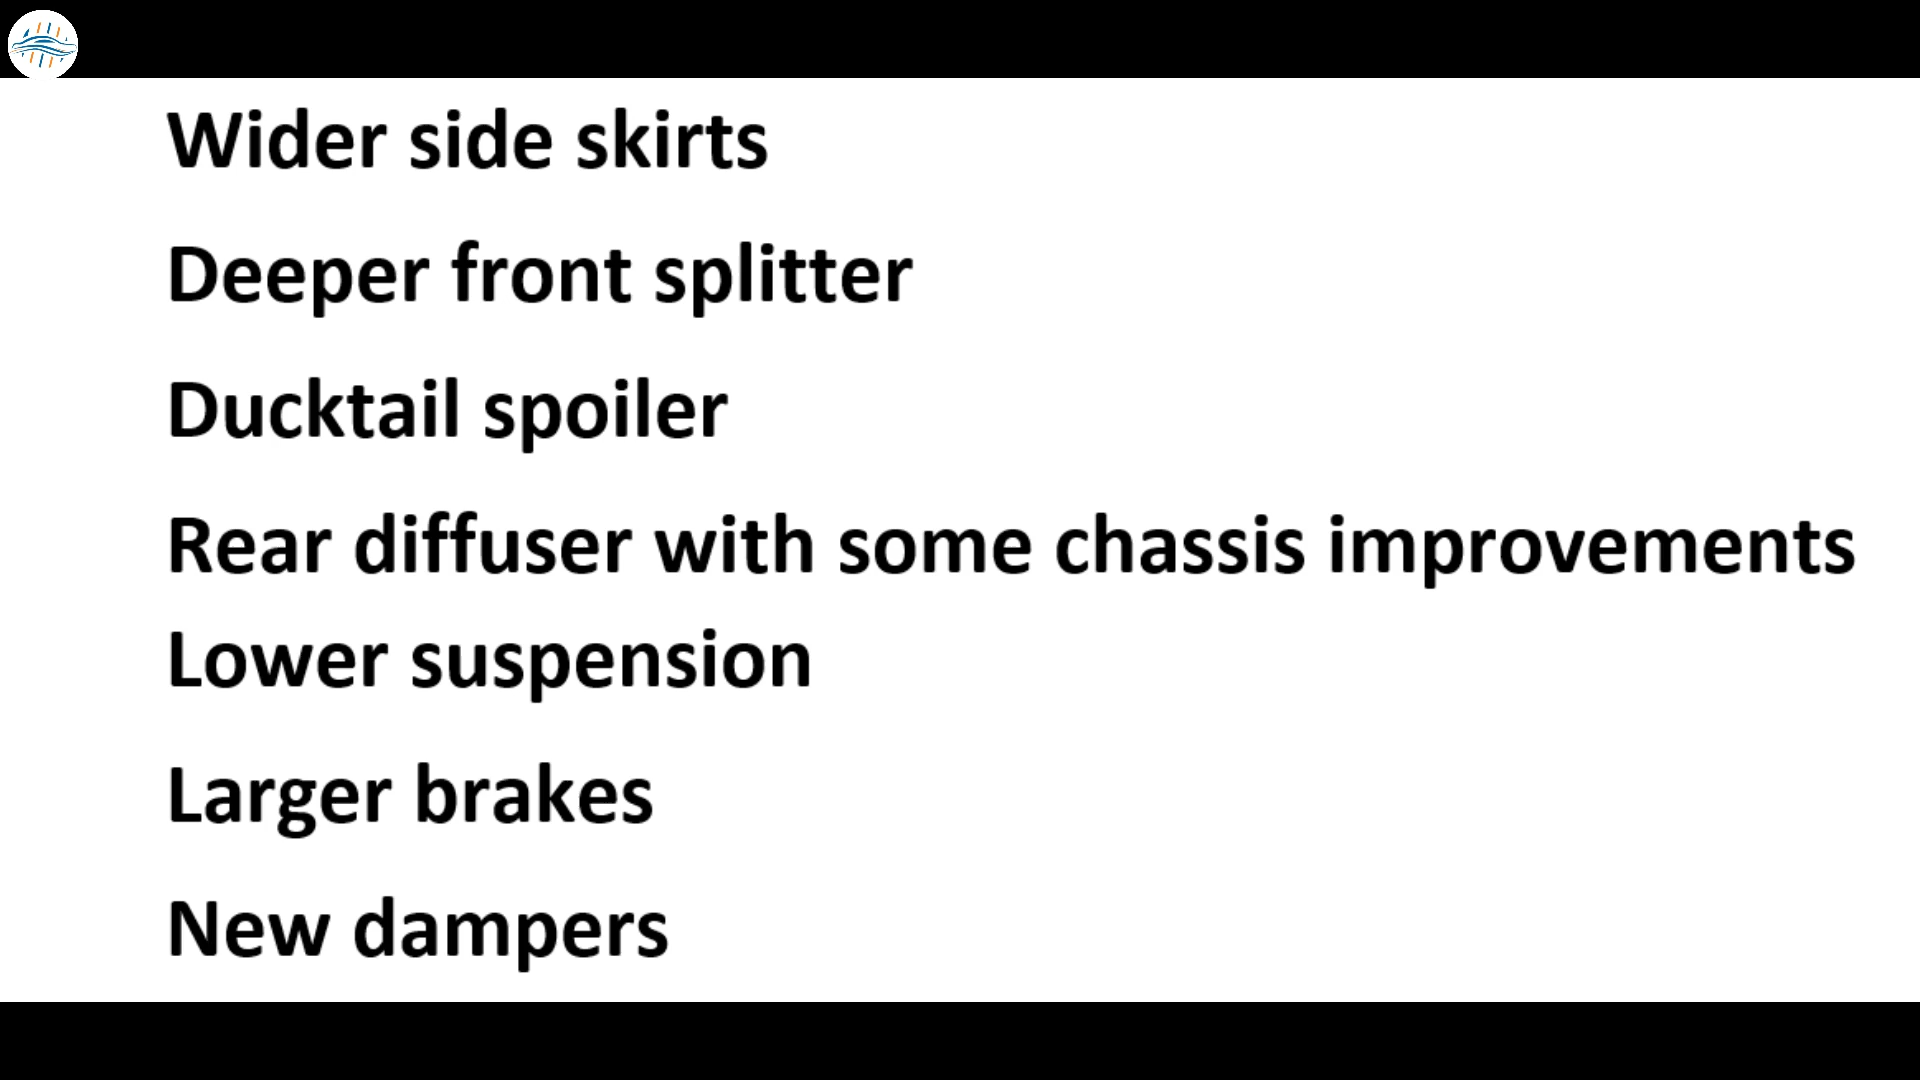 Wider side skirts
Deeper front splitter
Ducktail spoiler
Rear diffuser with some chassis improvements
Lower suspension
Larger brakes
New dampers